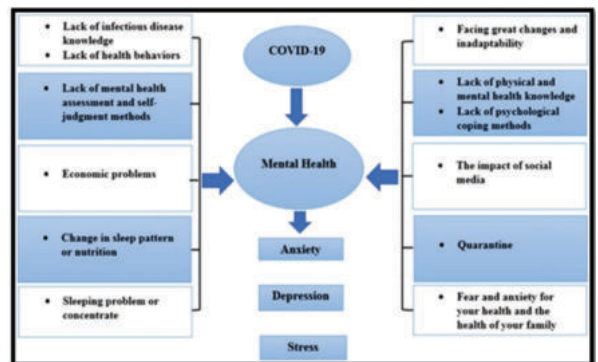 • Lack of infectious disease
knowledge
• Lack of health behaviors
• Lack of mental health
assessment and self-
judgment methods
• Economic problems
• Change in sleep pattern
or nutrition
• Sleeping problem or
concentrate
COVID-19
Mental Health
Anxiety
Depression
Stress
• Facing great changes and
inadaptability
• Lack of physical and
mental health knowledge
• Lack of psychological
coping methods
• The impact of social
media
• Quarantine
• Fear and anxiety for
your health and the
health of your family